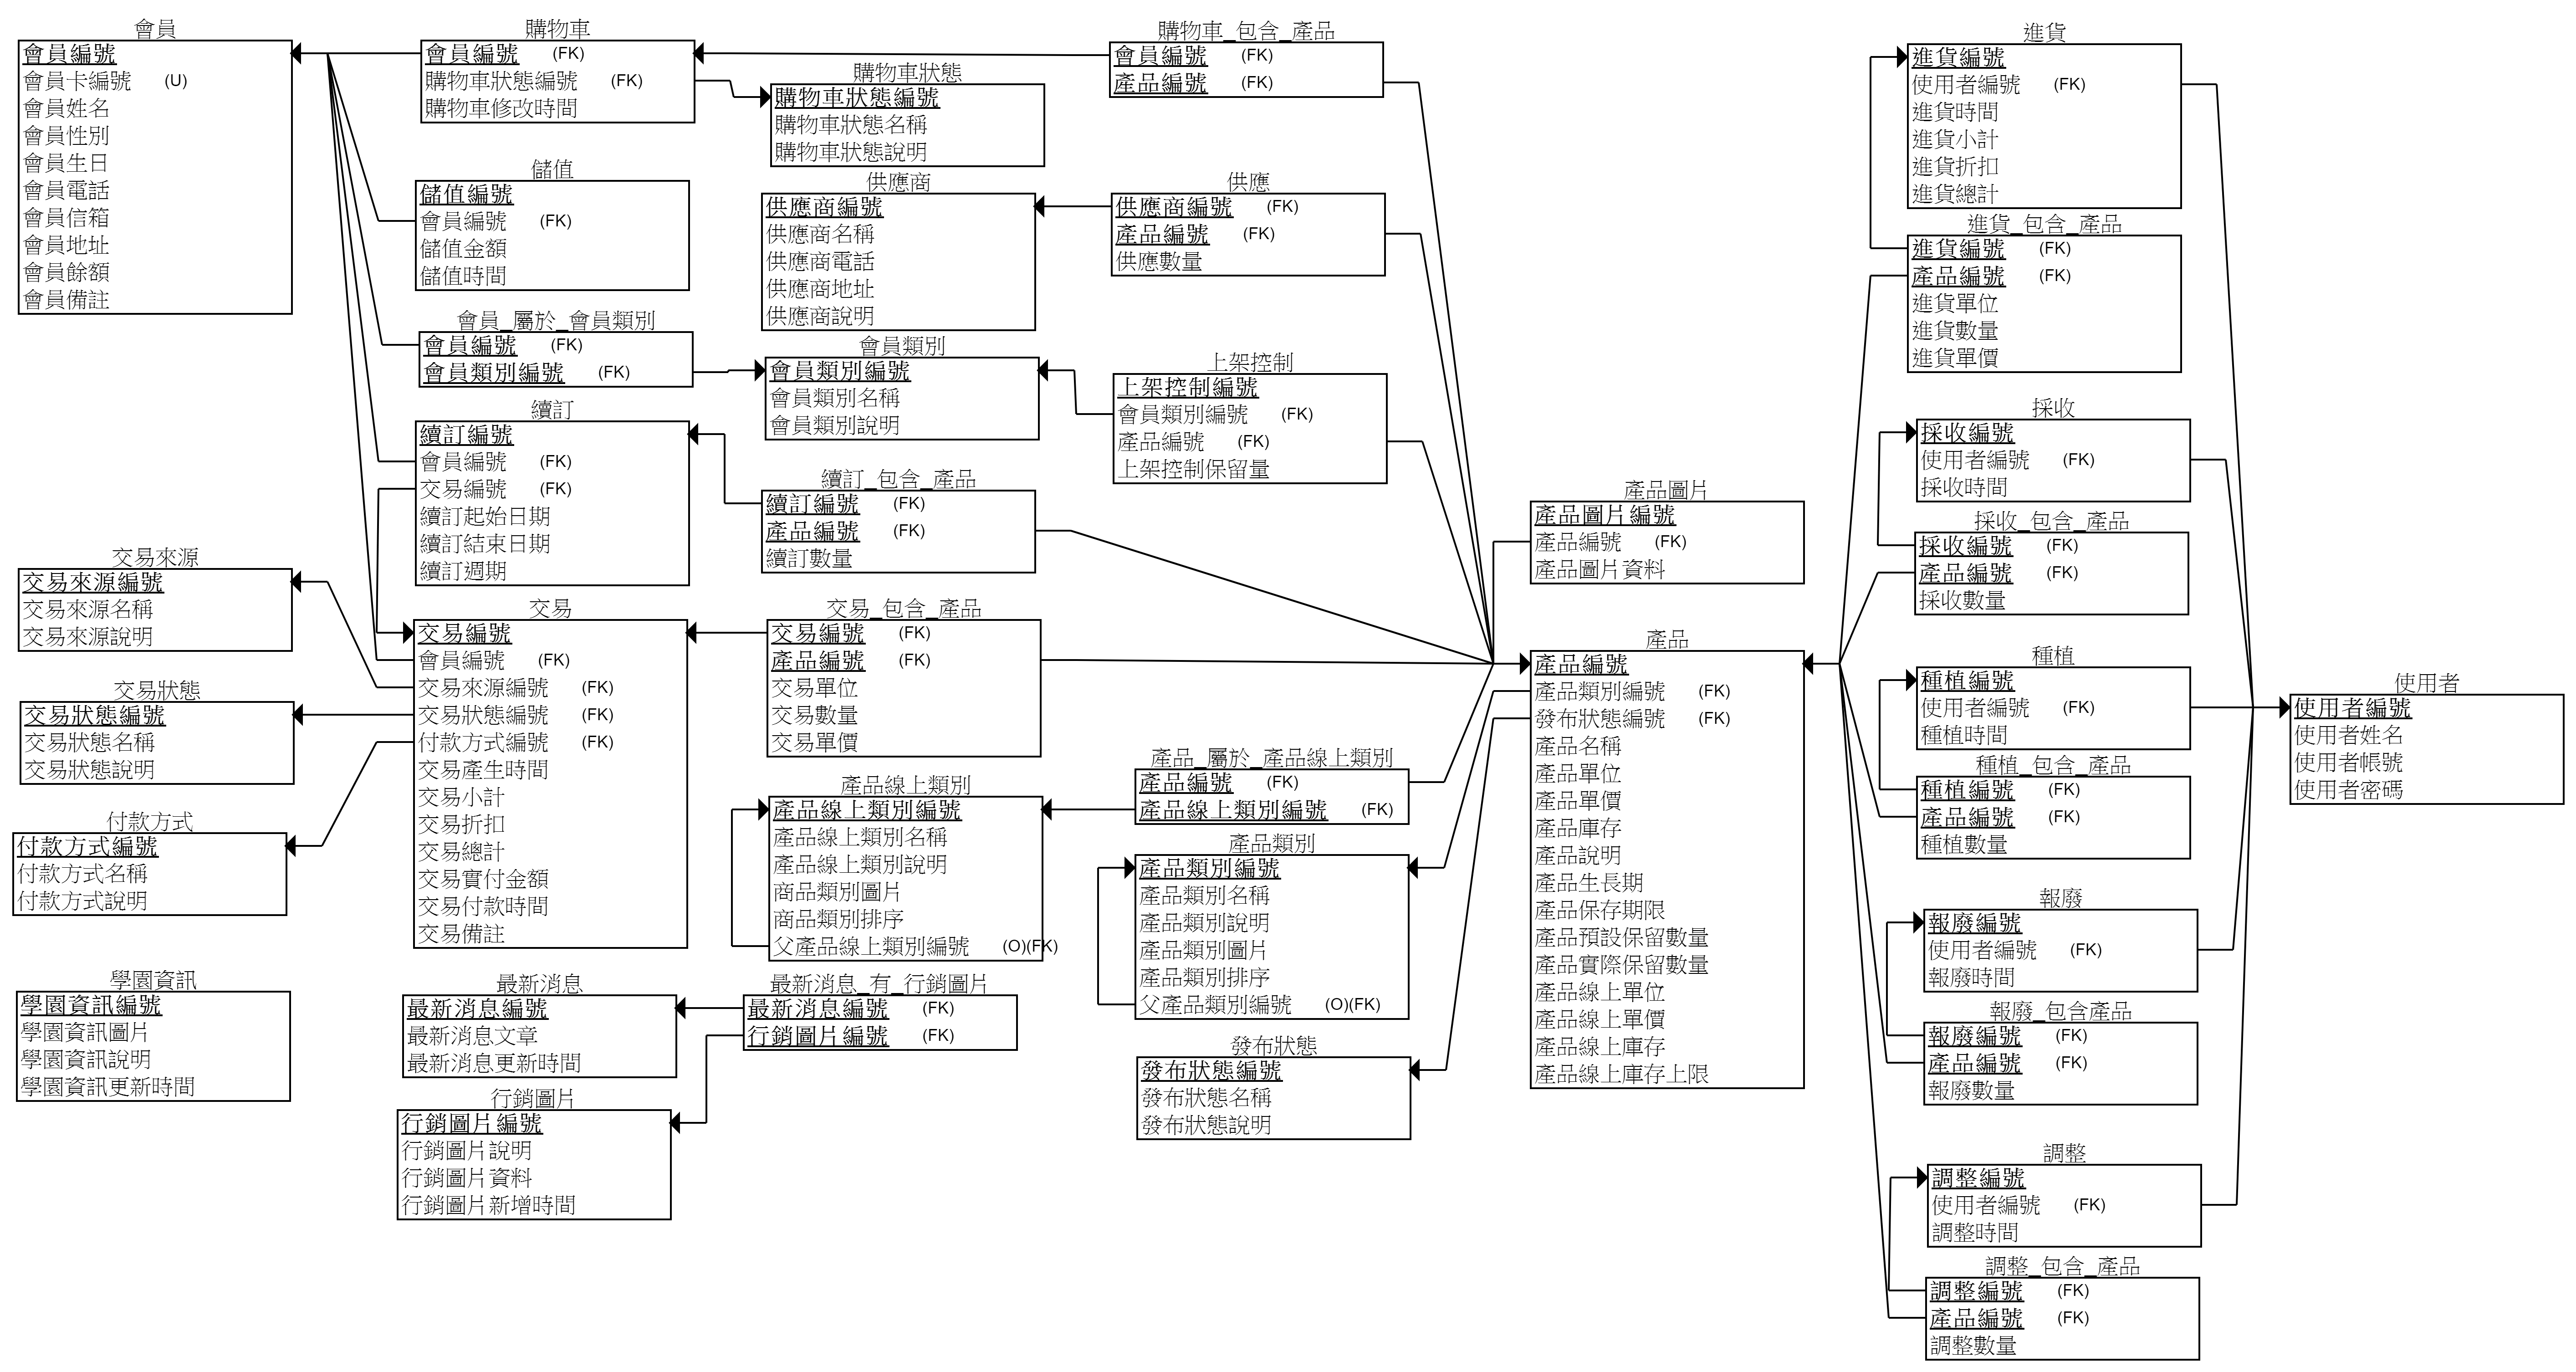 會員
會員編號
會員卡編號 (U)
會員姓名
會員性別
會員生日
會員電話
會員信箱
會員地址
會員餘額
會員備註
購物車
會員編號 (FK)
購物車狀態編號 (FK)
購物車修改時間
購物車狀態
購物車狀態編號
購物車狀態名稱
購物車狀態說明
購物車_包含_產品
會員編號 (FK)
產品編號 (FK)
儲值
儲值編號
會員編號 (FK)
儲值金額
儲值時間
供應商
供應商編號
供應商名稱
供應商電話
供應商地址
供應商說明
供應
供應商編號 (FK)
產品編號 (FK)
供應數量
會員_屬於_會員類別
會員編號 (FK)
會員類別編號 (FK)
會員類別
會員類別編號
會員類別名稱
會員類別說明
上架控制
上架控制編號
會員類別編號 (FK)
產品編號 (FK)
上架控制保留量
續訂
續訂編號
會員編號 (FK)
交易編號 (FK)
續訂起始日期
續訂結束日期
續訂週期
續訂_包含_產品
續訂編號 (FK)
產品編號 (FK)
續訂數量
交易來源
交易來源編號
交易來源名稱
交易來源說明
交易狀態
交易狀態編號
交易狀態名稱
交易狀態說明
付款方式
付款方式編號
付款方式名稱
付款方式說明
交易
交易編號
會員編號 (FK)
交易來源編號 (FK)
交易狀態編號 (FK)
付款方式編號 (FK)
交易產生時間
交易小計
交易折扣
交易總計
交易實付金額
交易付款時間
交易備註
交易_包含_產品
交易編號 (FK)
產品編號 (FK)
交易單位
交易數量
交易單價
產品線上類別
產品線上類別編號
產品線上類別名稱
產品線上類別說明
商品類別圖片
商品類別排序
父產品線上類別編號 (O)(FK)
產品_屬於_產品線上類別
產品編號 (FK)
產品線上類別編號 (FK)
產品類別
產品類別編號
產品類別名稱
產品類別說明
產品類別圖片
產品類別排序
父產品類別編號 (O)(FK)
發布狀態
發布狀態編號
發布狀態名稱
發布狀態說明
學園資訊
學園資訊編號
學園資訊圖片
學園資訊說明
學園資訊更新時間
最新消息
最新消息編號
最新消息文章
最新消息更新時間
最新消息_有_行銷圖片
最新消息編號 (FK)
行銷圖片編號 (FK)
行銷圖片
行銷圖片編號
行銷圖片說明
行銷圖片資料
行銷圖片新增時間
產品圖片
產品圖片編號
產品編號 (FK)
產品圖片資料
產品
產品編號
產品類別編號 (FK)
發布狀態編號 (FK)
產品名稱
產品單位
產品單價
產品庫存
產品說明
產品生長期
產品保存期限
產品預設保留數量
產品實際保留數量
產品線上單位
產品線上單價
產品線上庫存
產品線上庫存上限
進貨
進貨編號
使用者編號 (FK)
進貨時間
進貨小計
進貨折扣
進貨總計
進貨_包含_產品
進貨編號 (FK)
產品編號 (FK)
進貨單位
進貨數量
進貨單價
採收
採收編號
使用者編號 (FK)
採收時間
採收_包含_產品
採收編號 (FK)
產品編號 (FK)
採收數量
種植
種植編號
使用者編號 (FK)
種植時間
種植_包含_產品
種植編號 (FK)
產品編號 (FK)
種植數量
報廢
報廢編號
使用者編號 (FK)
報廢時間
報廢_包含產品
報廢編號 (FK)
產品編號 (FK)
報廢數量
調整
調整編號
使用者編號 (FK)
調整時間
調整_包含_產品
調整編號 (FK)
產品編號 (FK)
調整數量
使用者
使用者編號
使用者姓名
使用者帳號
使用者密碼